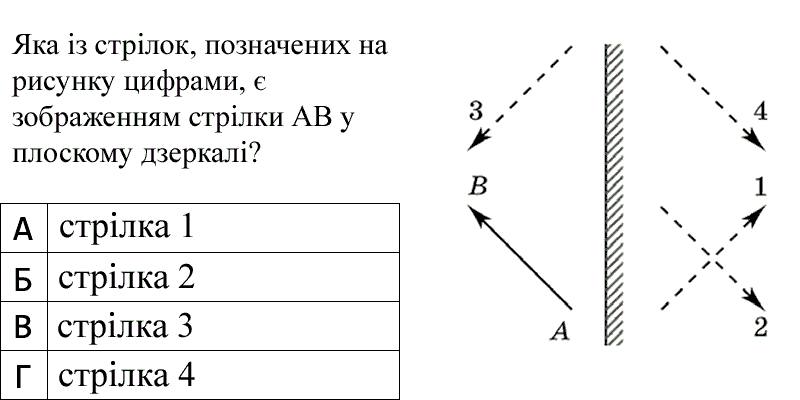 Яка із стрілок, позначених на
рисунку цифрами, є
зображенням стрілки АВ у
плоскому дзеркалі?
А стрілка 1
Б стрілка 2
В стрілка 3
Г стрілка 4
3
4
B
1
A
2